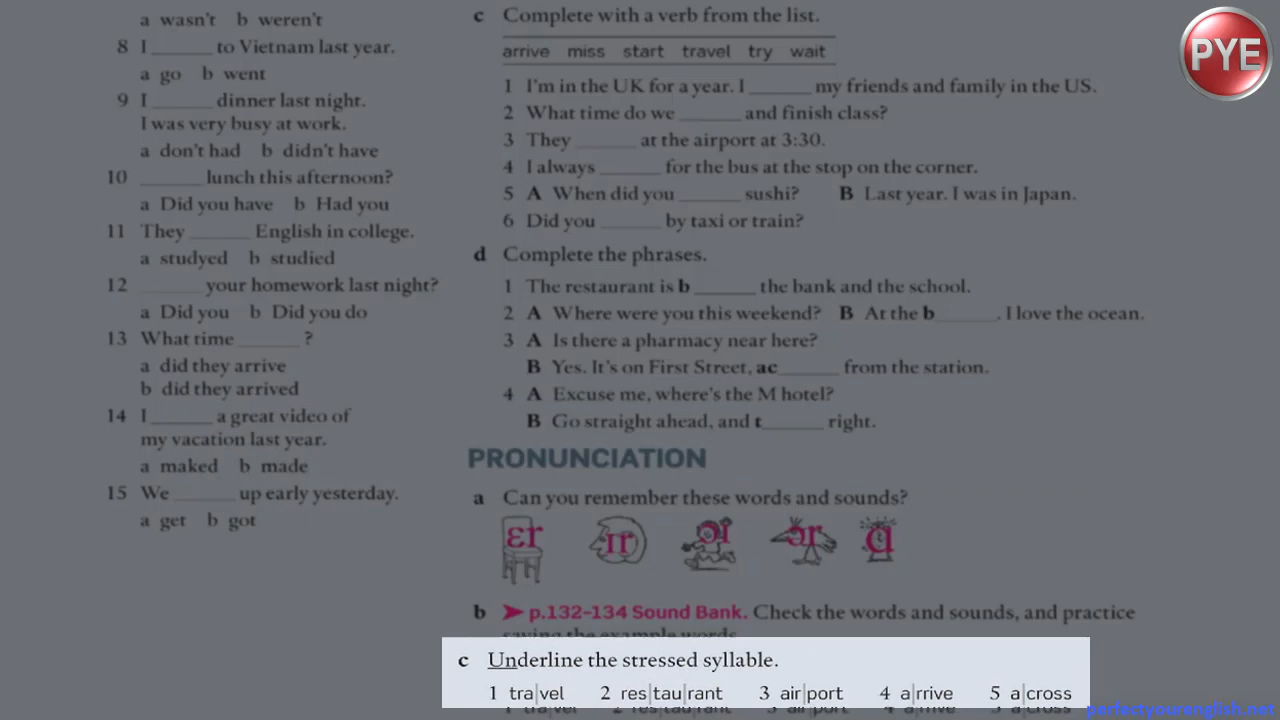 a wasn't b weren't
8 I ______ to Vietnam last year.
a go b went
9 I ______ dinner last night.
I was very busy at work.
a don't had b didn't have
10 ______ lunch this afternoon?
a Did you have b Had you
11 They ______ English in college.
a studyed b studied
12 ______ your homework last night?
a Did you b Did you do
13 What time ______ ?
a did they arrive
b did they arrived
14 I ______ a great video of
my vacation last year.
a maked b made
15 We ______ up early yesterday.
a get b got
c Complete with a verb from the list.
arrive miss start travel try wait
1 I'm in the UK for a year. I ______ my friends and family in the US.
2 What time do we ______ and finish class?
3 They ______ at the airport at 3:30.
4 I always ______ for the bus at the stop on the corner.
5 A When did you ______ sushi? B Last year. I was in Japan.
6 Did you ______ by taxi or train?
d Complete the phrases.
1 The restaurant is b ______ the bank and the school.
2 A Where were you this weekend? B At the b______. I love the ocean.
3 A Is there a pharmacy near here?
B Yes. It's on First Street, ac______ from the station.
4 A Excuse me, where's the M hotel?
B Go straight ahead, and t______ right.
PRONUNCIATION
a Can you remember these words and sounds?
ɛr ɪr ɔɪ ər ɑ
b ➤ p.132–134 Sound Bank. Check the words and sounds, and practice
saying the example words.
c Underline the stressed syllable.
1 tra|vel 2 res|tau|rant 3 air|port 4 a|rrive 5 a|cross
PYE
perfectyourenglish.net